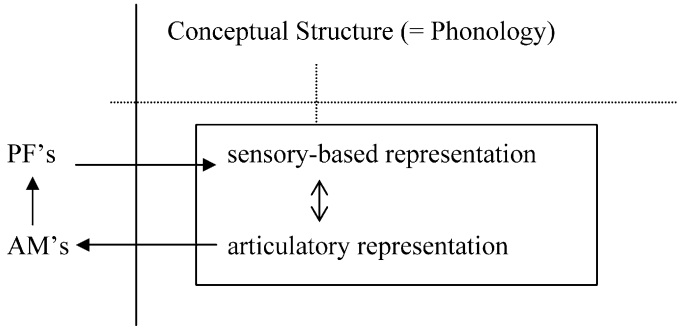 Conceptual Structure (= Phonology)
PF's
sensory-based representation
AM's
articulatory representation